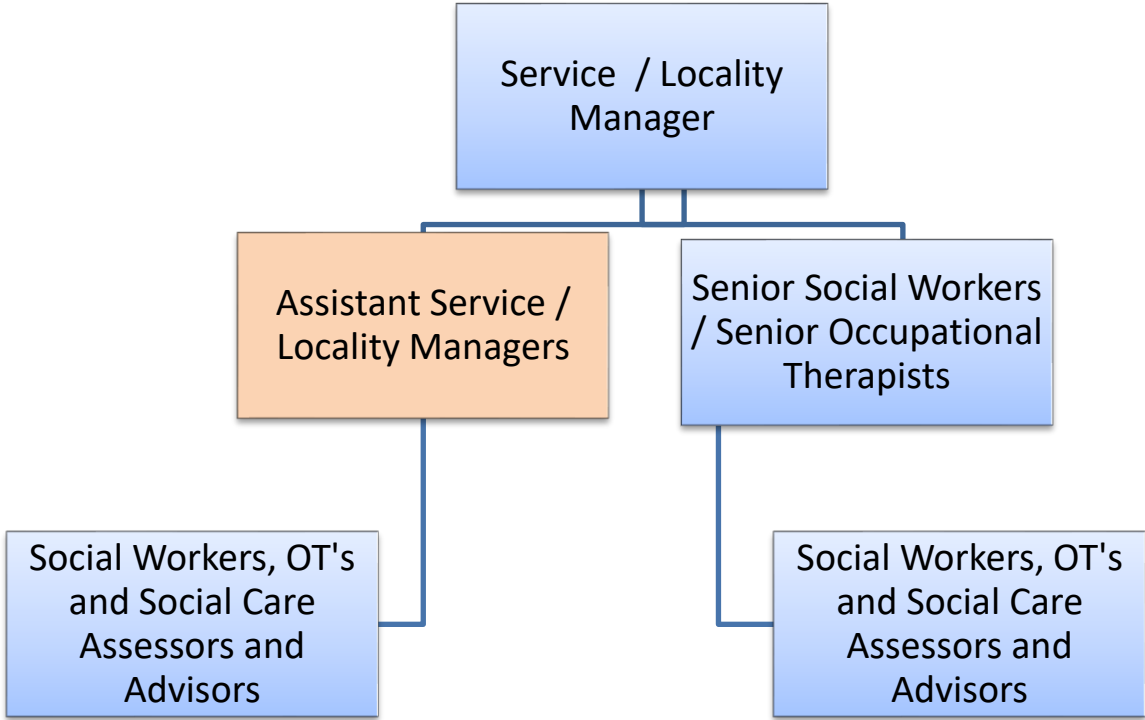 Service / Locality
Manager
Assistant Service /
Locality Managers
Senior Social Workers
/ Senior Occupational
Therapists
Social Workers, OT's
and Social Care
Assessors and
Advisors
Social Workers, OT's
and Social Care
Assessors and
Advisors